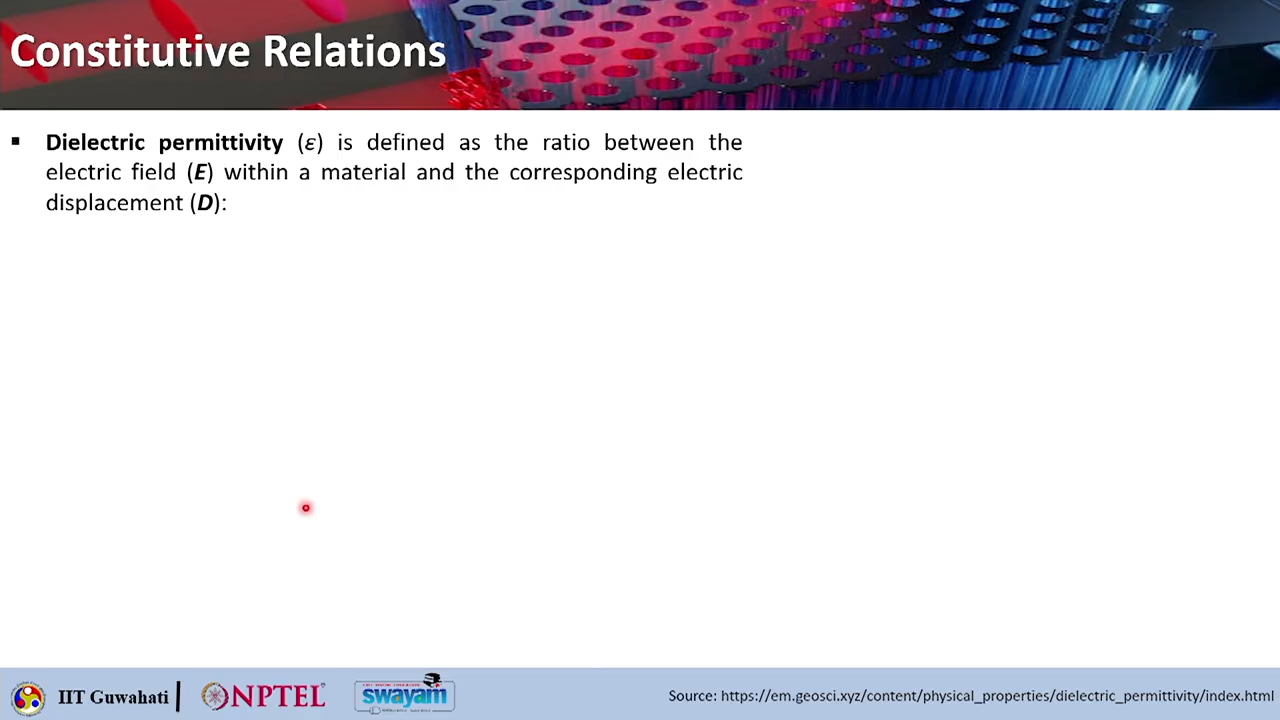 Constitutive Relations
▪ Dielectric permittivity (ε) is defined as the ratio between the
electric field (E) within a material and the corresponding electric
displacement (D):
IIT Guwahati
NPTEL
swayam
Source: https://em.geosci.xyz/content/physical_properties/dielectric_permittivity/index.html